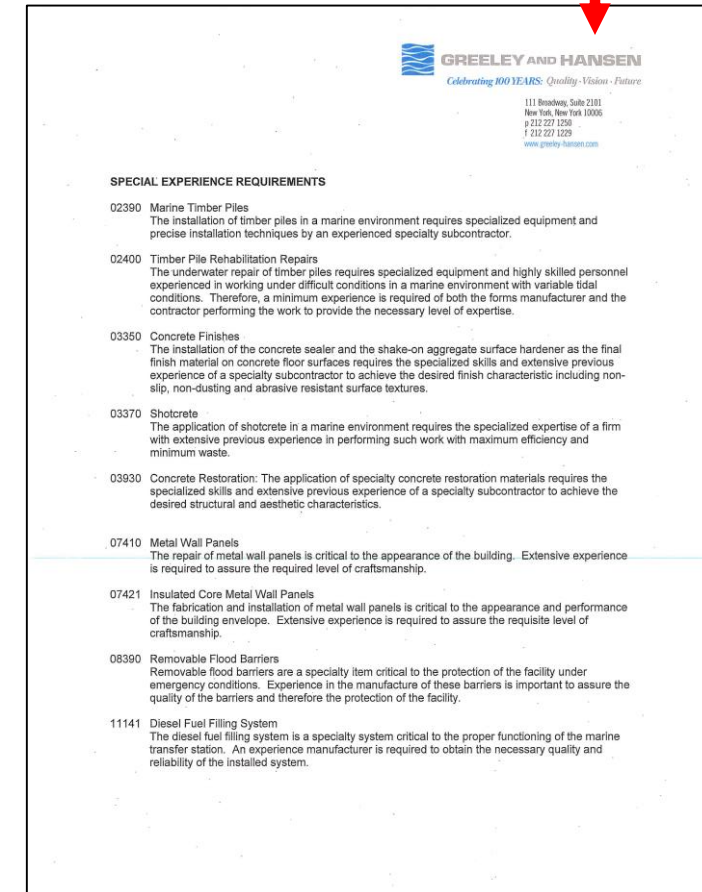 GREELEY AND HANSEN
Celebrating 100 YEARS: Quality · Vision · Future
111 Broadway, Suite 2101
New York, New York 10006
p 212 227 1250
f 212 227 1229
www.greeley-hansen.com
SPECIAL EXPERIENCE REQUIREMENTS
02390 Marine Timber Piles
The installation of timber piles in a marine environment requires specialized equipment and
precise installation techniques by an experienced specialty subcontractor.
02400 Timber Pile Rehabilitation Repairs
The underwater repair of timber piles requires specialized equipment and highly skilled personnel
experienced in working under difficult conditions in a marine environment with variable tidal
conditions. Therefore, a minimum experience is required of both the forms manufacturer and the
contractor performing the work to provide the necessary level of expertise.
03350 Concrete Finishes
The installation of the concrete sealer and the shake-on aggregate surface hardener as the final
finish material on concrete floor surfaces requires the specialized skills and extensive previous
experience of a specialty subcontractor to achieve the desired finish characteristic including non-
slip, non-dusting and abrasive resistant surface textures.
03370 Shotcrete
The application of shotcrete in a marine environment requires the specialized expertise of a firm
with extensive previous experience in performing such work with maximum efficiency and
minimum waste.
03930 Concrete Restoration: The application of specialty concrete restoration materials requires the
specialized skills and extensive previous experience of a specialty subcontractor to achieve the
desired structural and aesthetic characteristics.
07410 Metal Wall Panels
The repair of metal wall panels is critical to the appearance of the building. Extensive experience
is required to assure the required level of craftsmanship.
07421 Insulated Core Metal Wall Panels
The fabrication and installation of metal wall panels is critical to the appearance and performance
of the building envelope. Extensive experience is required to assure the requisite level of
craftsmanship.
08390 Removable Flood Barriers
Removable flood barriers are a specialty item critical to the protection of the facility under
emergency conditions. Experience in the manufacture of these barriers is important to assure the
quality of the barriers and therefore the protection of the facility.
11141 Diesel Fuel Filling System
The diesel fuel filling system is a specialty system critical to the proper functioning of the marine
transfer station. An experience manufacturer is required to obtain the necessary quality and
reliability of the installed system.